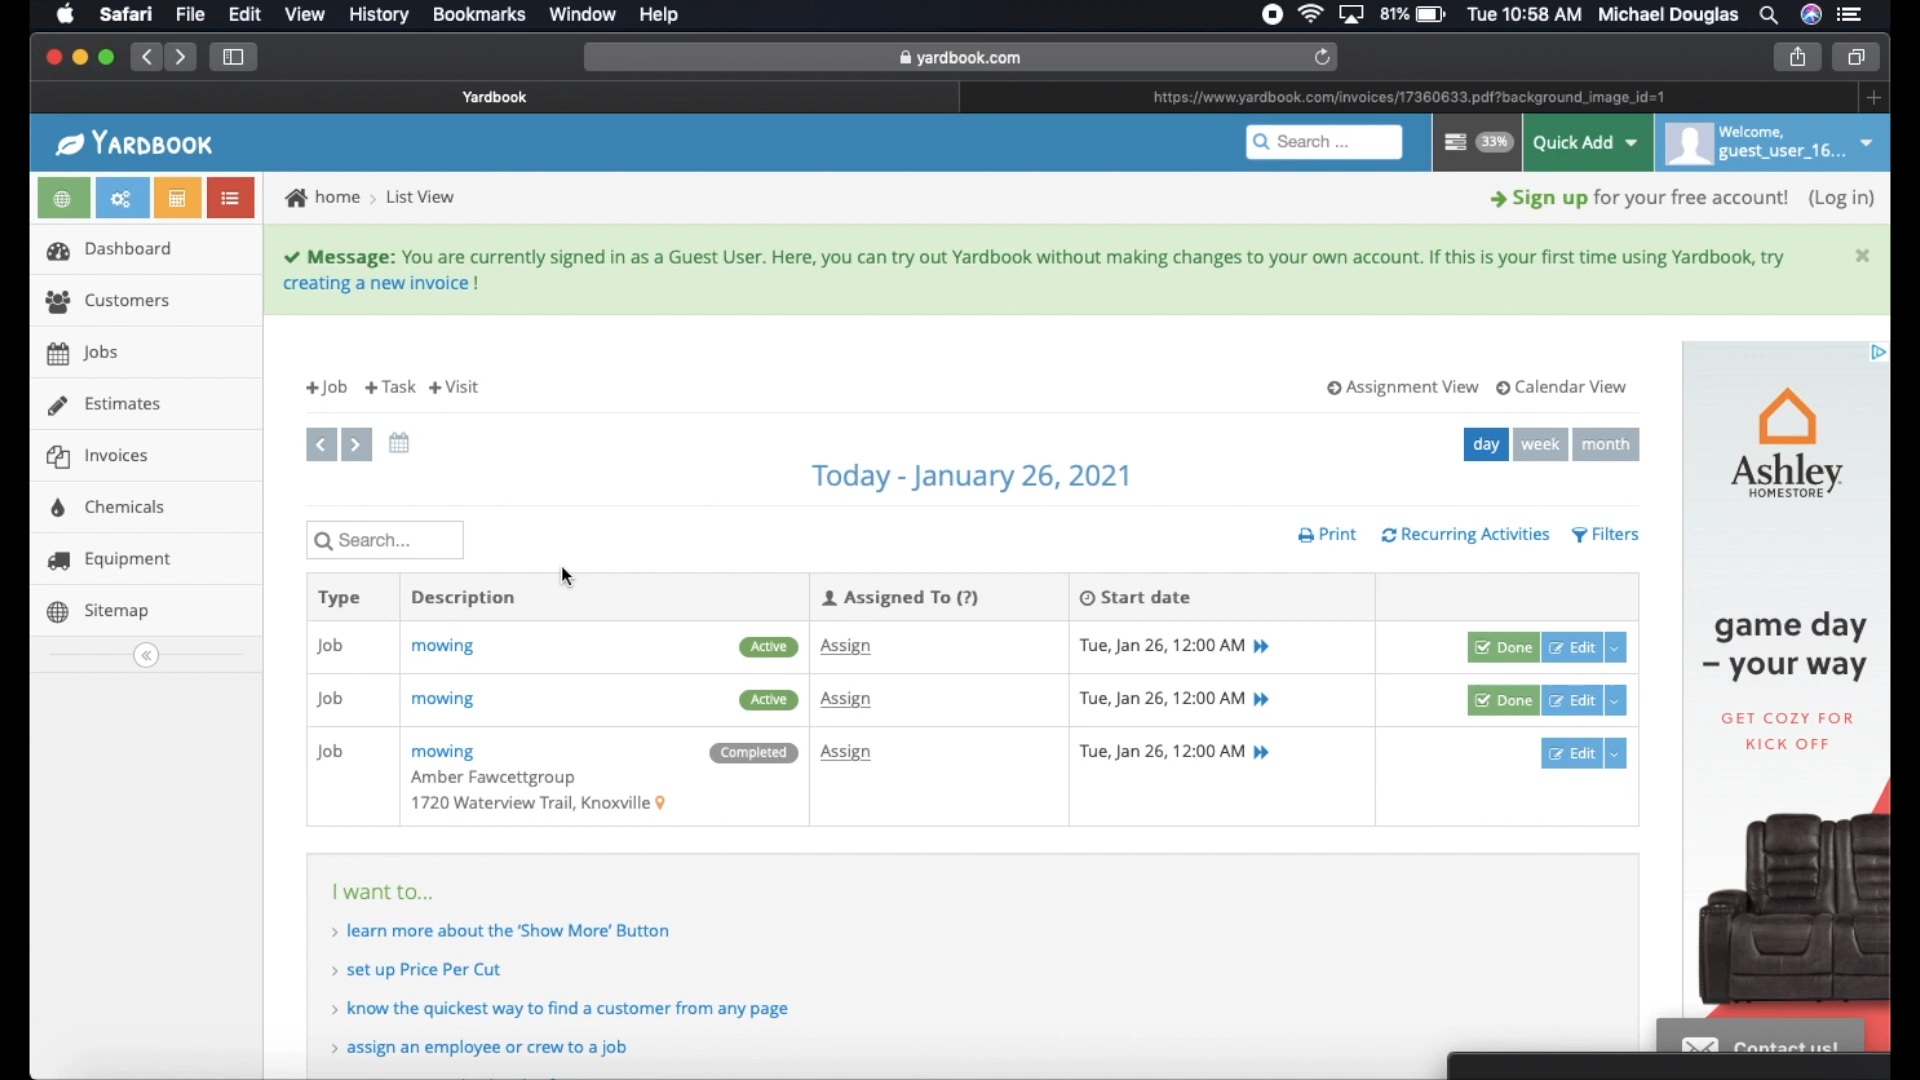 Safari File Edit View History Bookmarks Window Help 81% Tue 10:58 AM Michael Douglas
yardbook.com
Yardbook https://www.yardbook.com/invoices/17360633.pdf?background_image_id=1
YARDBOOK Search ... 33% Quick Add Welcome,
guest_user_16...
home > List View Sign up for your free account! (Log in)
Dashboard
Customers
Jobs
Estimates
Invoices
Chemicals
Equipment
Sitemap
Message: You are currently signed in as a Guest User. Here, you can try out Yardbook without making changes to your own account. If this is your first time using Yardbook, try
creating a new invoice !
+Job +Task +Visit Assignment View Calendar View
day week month
Today - January 26, 2021
Search... Print Recurring Activities Filters
Type Description Assigned To (?) Start date
Job mowing Active Assign Tue, Jan 26, 12:00 AM Done Edit
Job mowing Active Assign Tue, Jan 26, 12:00 AM Done Edit
Job mowing Completed Assign Tue, Jan 26, 12:00 AM Edit
Amber Fawcettgroup
1720 Waterview Trail, Knoxville
I want to...
> learn more about the 'Show More' Button
> set up Price Per Cut
> know the quickest way to find a customer from any page
> assign an employee or crew to a job
Ashley
HOMESTORE
game day
– your way
GET COZY FOR
KICK OFF
Contact us!